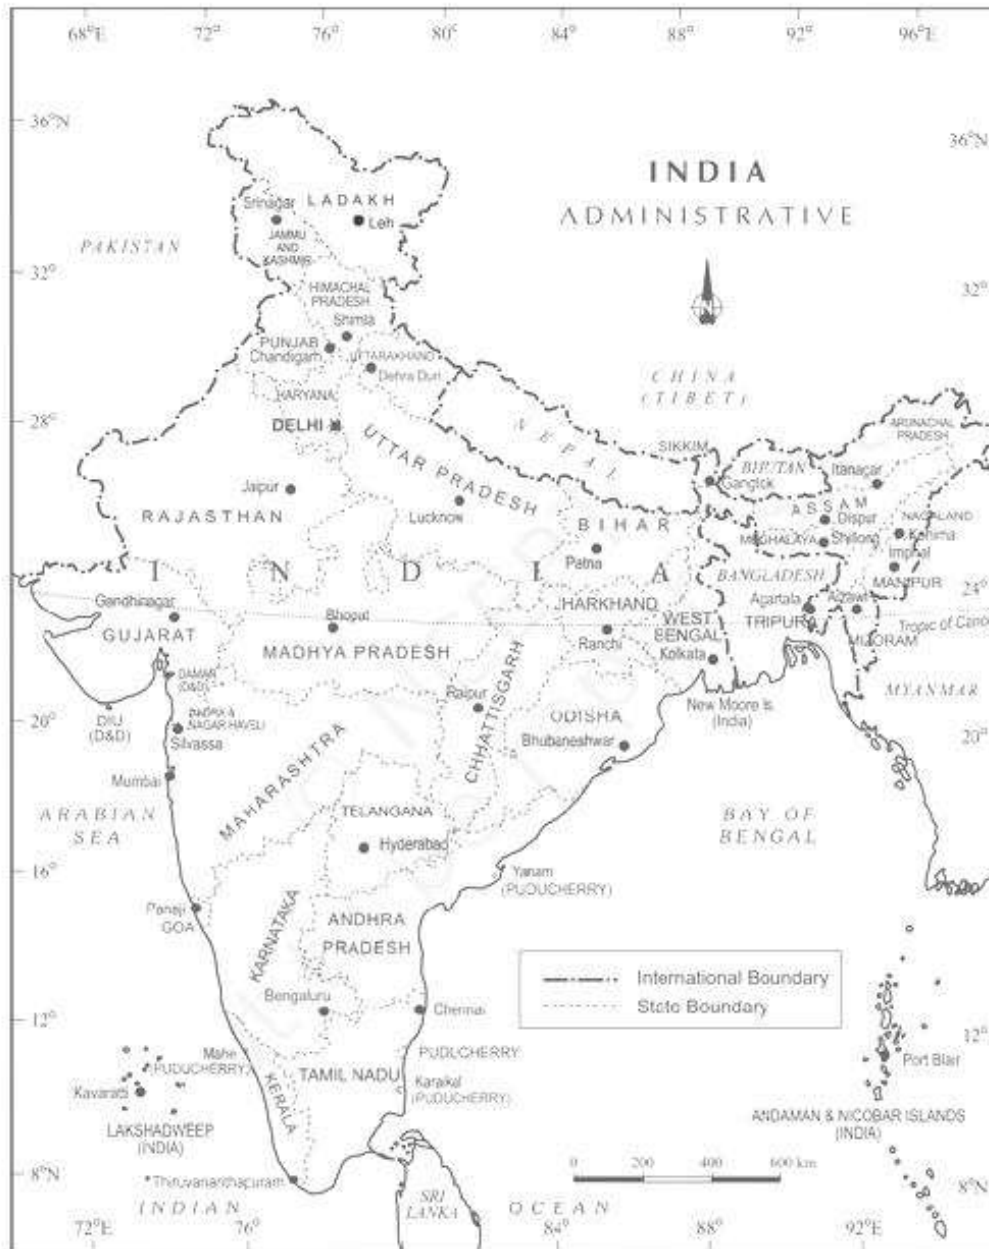 68°E 72° 76° 80° 84° 88° 92° 96°E
36°N
36°N
INDIA
ADMINISTRATIVE
LADAKH
Srinagar
Leh
JAMMU
AND
KASHMIR
PAKISTAN
32°
32°
N
HIMACHAL
PRADESH
Shimla
PUNJAB
Chandigarh
UTTARAKHAND
Dehra Dun
CHINA
(TIBET)
HARYANA
28°
28°
DELHI
NEPAL
SIKKIM
ARUNACHAL
PRADESH
UTTAR PRADESH
BHUTAN
Itanagar
Gangtok
Jaipur
RAJASTHAN
Lucknow
ASSAM
Dispur
NAGALAND
BIHAR
MEGHALAYA
Shillong
Kohima
Patna
Imphal
INDIA
BANGLADESH
MANIPUR
24°
Gandhinagar
JHARKHAND
Agartala
Aizawl
GUJARAT
Bhopal
WEST
BENGAL
TRIPURA
Tropic of Canc
MADHYA PRADESH
Ranchi
Kolkata
MIZORAM
DAMAN
(D&D)
CHHATTISGARH
Raipur
MYANMAR
20°
DIU
(D&D)
DADRA &
NAGAR HAVELI
Silvassa
ODISHA
Bhubaneshwar
New Moore Is.
(India)
20°
Mumbai
MAHARASHTRA
ARABIAN
SEA
TELANGANA
Hyderabad
BAY OF
BENGAL
16°
16°
Yanam
(PUDUCHERRY)
Panaji
GOA
KARNATAKA
ANDHRA
PRADESH
International Boundary
State Boundary
Bengaluru
Chennai
12°
12°
Mahe
(PUDUCHERRY)
PUDUCHERRY
TAMIL NADU
Karaikal
(PUDUCHERRY)
KERALA
Port Blair
Kavaratti
LAKSHADWEEP
(INDIA)
ANDAMAN & NICOBAR ISLANDS
(INDIA)
0 200 400 600 km
8°N
Thiruvananthapuram
8°N
SRI
LANKA
INDIAN OCEAN
72°E 76° 80° 84° 88° 92°E